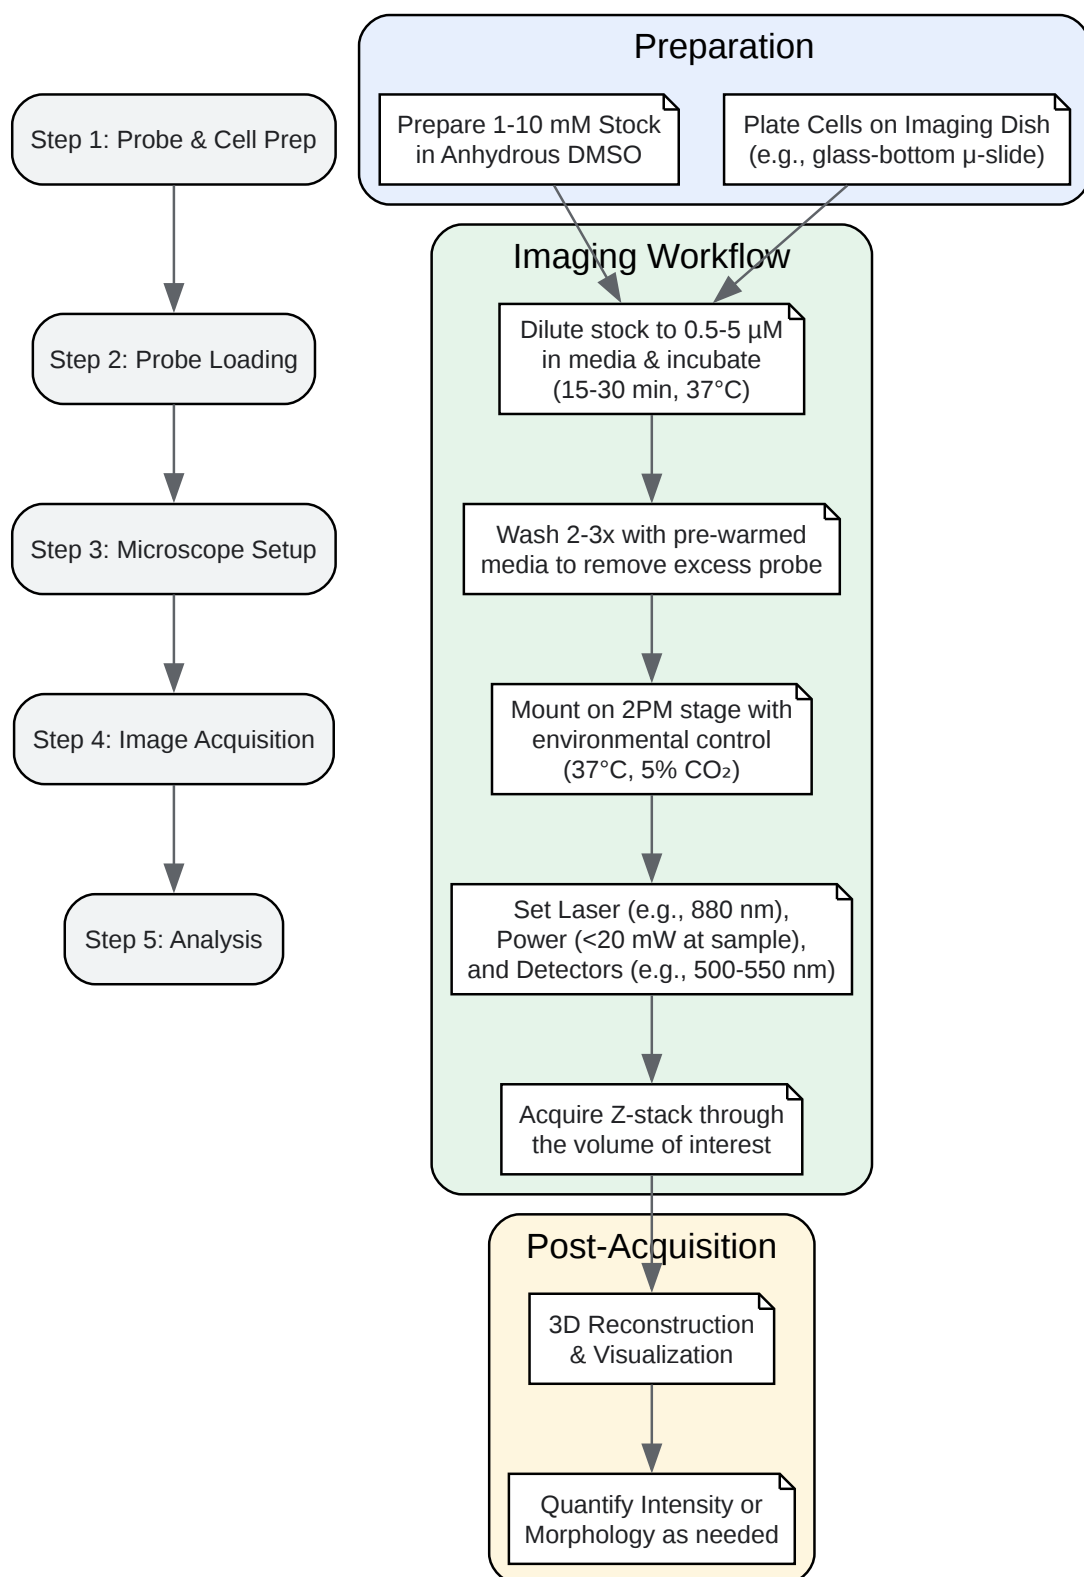 Step 1: Probe & Cell Prep
Step 2: Probe Loading
Step 3: Microscope Setup
Step 4: Image Acquisition
Step 5: Analysis
Preparation
Prepare 1-10 mM Stock
in Anhydrous DMSO
Plate Cells on Imaging Dish
(e.g., glass-bottom µ-slide)
Imaging Workflow
Dilute stock to 0.5-5 µM
in media & incubate
(15-30 min, 37°C)
Wash 2-3x with pre-warmed
media to remove excess probe
Mount on 2PM stage with
environmental control
(37°C, 5% CO₂)
Set Laser (e.g., 880 nm),
Power (<20 mW at sample),
and Detectors (e.g., 500-550 nm)
Acquire Z-stack through
the volume of interest
Post-Acquisition
3D Reconstruction
& Visualization
Quantify Intensity or
Morphology as needed